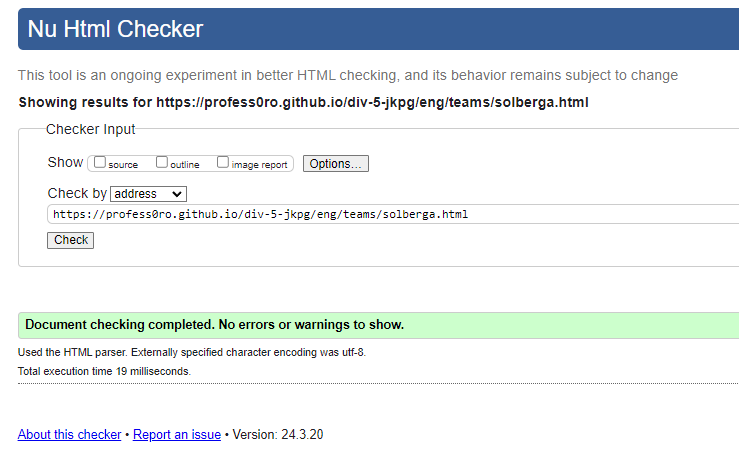 Nu Html Checker
This tool is an ongoing experiment in better HTML checking, and its behavior remains subject to change
Showing results for https://profess0ro.github.io/div-5-jkpg/eng/teams/solberga.html
Checker Input
Show source outline image report Options...
Check by address
https://profess0ro.github.io/div-5-jkpg/eng/teams/solberga.html
Check
Document checking completed. No errors or warnings to show.
Used the HTML parser. Externally specified character encoding was utf-8.
Total execution time 19 milliseconds.
About this checker • Report an issue • Version: 24.3.20